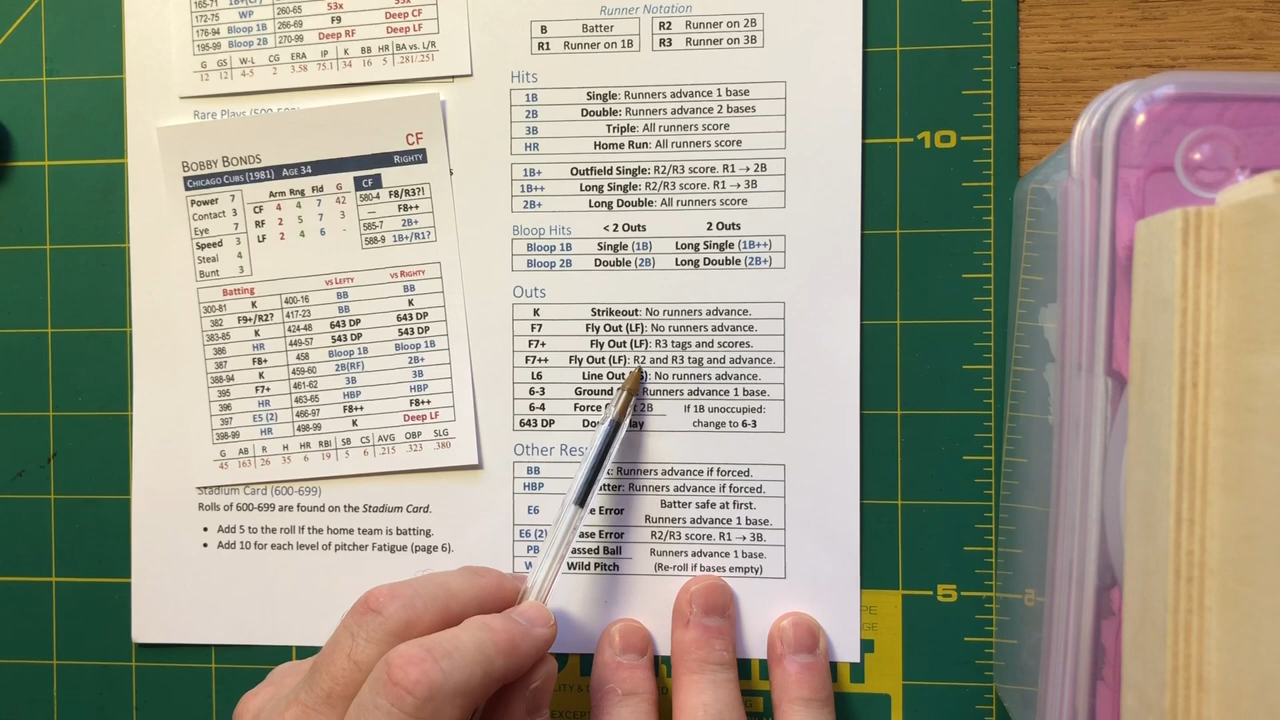 165-71 1B+(CF)
172-75 WP
176-94 Bloop 1B
195-99 Bloop 2B
260-65 53x
266-69 F9 Deep CF
270-99 Deep RF Deep LF
G GS W-L CG ERA IP K BB HR BA vs. L/R
12 12 4-5 2 3.58 75.1 34 16 5 .281/.251
Rare Plays (500-599)
BOBBY BONDS CF
CHICAGO CUBS (1981) AGE 34 RIGHTY
Power 7
Contact 3
Eye 7
Speed 3
Steal 4
Bunt 3
Arm Rng Fld G
CF 4 4 7 42
RF 2 5 7 3
LF 2 4 6 -
CF
580-4 F8/R3?!
— F8++
585-7 2B+
588-9 1B+/R1?
Batting
300-81 K
382 F9+/R2?
383-85 K
386 HR
387 F8+
388-94 K
395 F7+
396 HR
397 E5 (2)
398-99 HR
VS LEFTY VS RIGHTY
400-16 BB BB
417-23 BB K
424-48 643 DP 643 DP
449-57 543 DP 543 DP
458 Bloop 1B Bloop 1B
459-60 2B(RF) 2B+
461-62 3B 3B
463-65 HBP HBP
466-97 F8++ F8++
498-99 K Deep LF
G AB R H HR RBI SB CS AVG OBP SLG
45 163 26 35 6 19 5 6 .215 .323 .380
Stadium Card (600-699)
Rolls of 600-699 are found on the Stadium Card.
• Add 5 to the roll If the home team is batting.
• Add 10 for each level of pitcher Fatigue (page 6).
Runner Notation
B Batter R2 Runner on 2B
R1 Runner on 1B R3 Runner on 3B
Hits
1B Single: Runners advance 1 base
2B Double: Runners advance 2 bases
3B Triple: All runners score
HR Home Run: All runners score
1B+ Outfield Single: R2/R3 score. R1 → 2B
1B++ Long Single: R2/R3 score. R1 → 3B
2B+ Long Double: All runners score
Bloop Hits < 2 Outs 2 Outs
Bloop 1B Single (1B) Long Single (1B++)
Bloop 2B Double (2B) Long Double (2B+)
Outs
K Strikeout: No runners advance.
F7 Fly Out (LF): No runners advance.
F7+ Fly Out (LF): R3 tags and scores.
F7++ Fly Out (LF): R2 and R3 tag and advance.
L6 Line Out No runners advance.
6-3 Ground Runners advance 1 base.
6-4 Force 2B If 1B unoccupied:
643 DP change to 6-3
Other Res
BB Runners advance if forced.
HBP Runners advance if forced.
E6 Error Batter safe at first.
Runners advance 1 base.
E6 (2) Error R2/R3 score. R1 → 3B.
PB Passed Ball Runners advance 1 base.
Wild Pitch (Re-roll if bases empty)
10
5
8